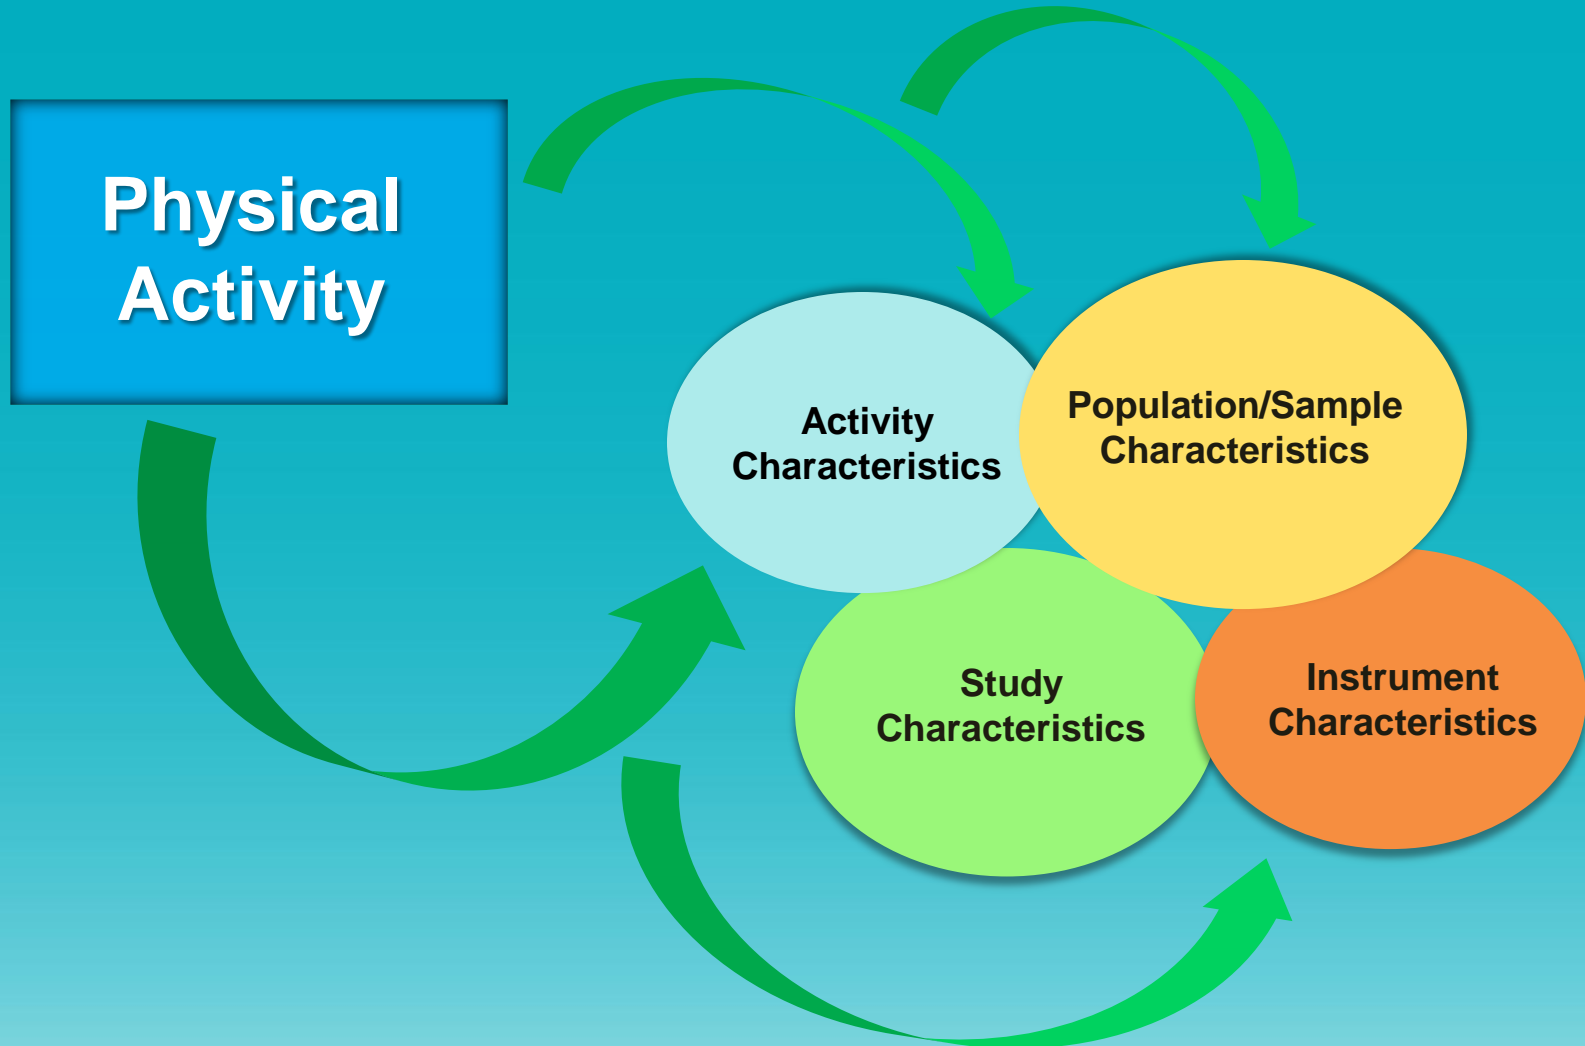 Physical
Activity
Activity
Characteristics
Population/Sample
Characteristics
Study
Characteristics
Instrument
Characteristics